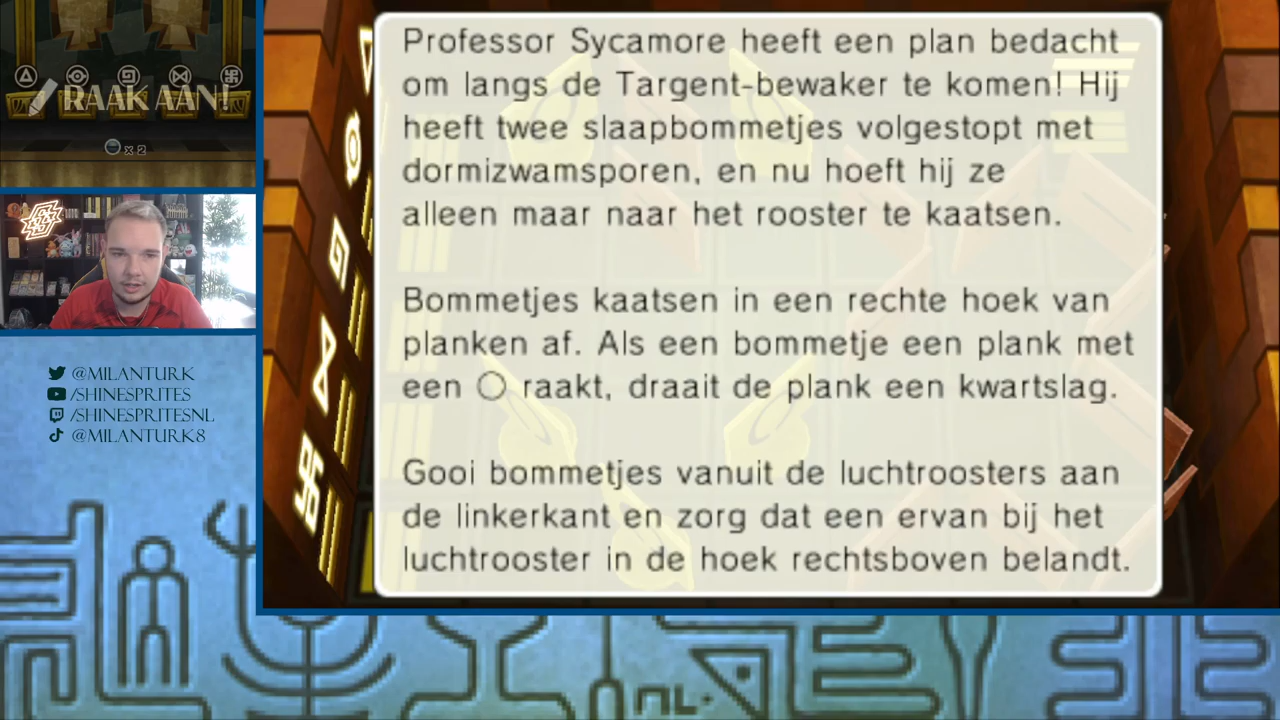 RAAK AAN!
x 2
@MILANTURK
/SHINESPRITES
/SHINESPRITESNL
@MILANTURK8
Professor Sycamore heeft een plan bedacht
om langs de Targent-bewaker te komen! Hij
heeft twee slaapbommetjes volgestopt met
dormizwamsporen, en nu hoeft hij ze
alleen maar naar het rooster te kaatsen.
Bommetjes kaatsen in een rechte hoek van
planken af. Als een bommetje een plank met
een ○ raakt, draait de plank een kwartslag.
Gooi bommetjes vanuit de luchtroosters aan
de linkerkant en zorg dat een ervan bij het
luchtrooster in de hoek rechtsboven belandt.